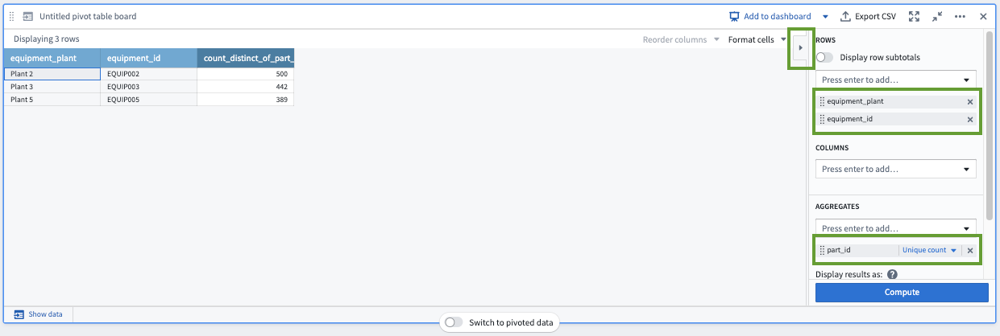 Untitled pivot table board
Add to dashboard
Export CSV
Displaying 3 rows
Reorder columns
Format cells
equipment_plant equipment_id count_distinct_of_part_
Plant 2 EQUIP002 500
Plant 3 EQUIP003 442
Plant 5 EQUIP005 389
ROWS
Display row subtotals
Press enter to add…
equipment_plant
equipment_id
COLUMNS
Press enter to add…
AGGREGATES
Press enter to add…
part_id Unique count
Display results as: ?
Compute
Show data
Switch to pivoted data